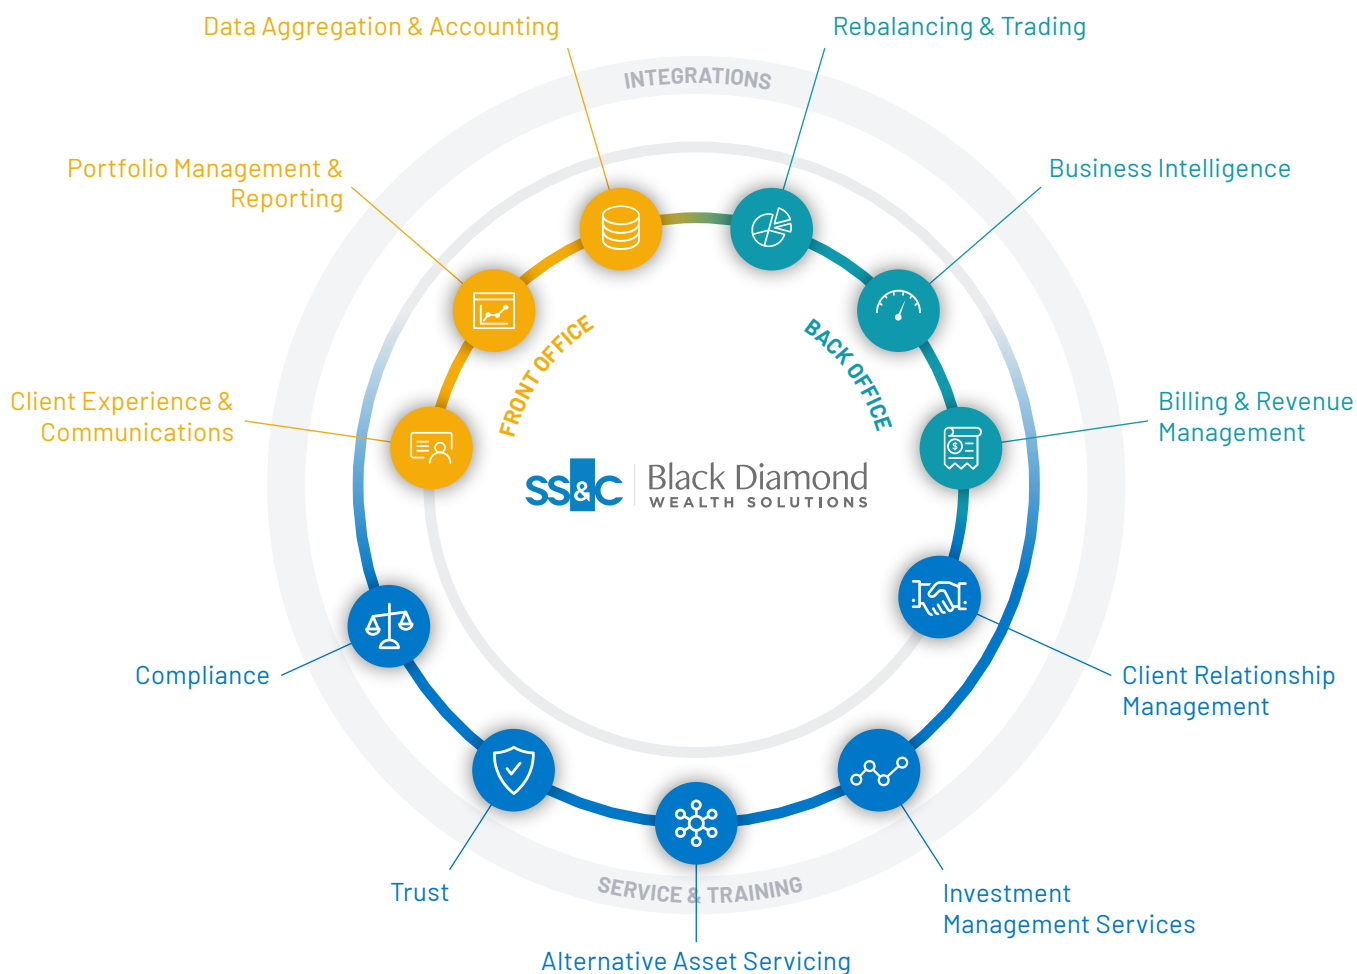 Data Aggregation & Accounting
Rebalancing & Trading
INTEGRATIONS
Portfolio Management &
Reporting
Business Intelligence
FRONT OFFICE
BACK OFFICE
Client Experience &
Communications
Billing & Revenue
Management
SS&C
Black Diamond
WEALTH SOLUTIONS
$
Compliance
Client Relationship
Management
Trust
SERVICE & TRAINING
Investment
Management Services
Alternative Asset Servicing